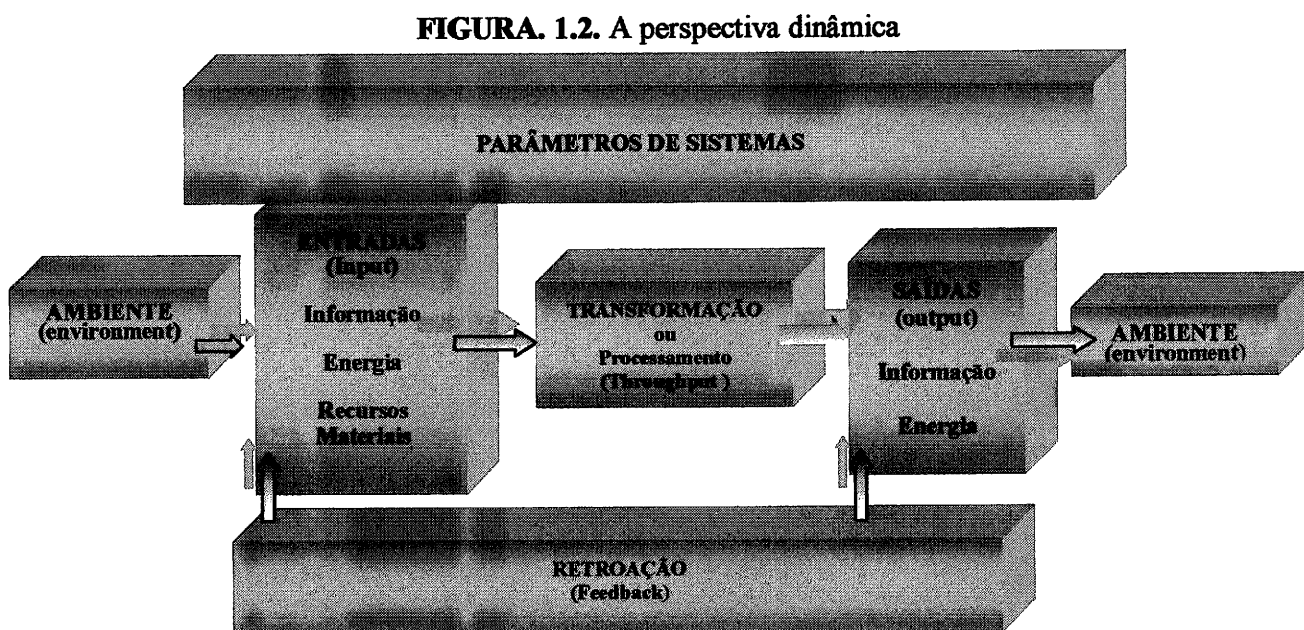 FIGURA. 1.2. A perspectiva dinâmica
PARÂMETROS DE SISTEMAS
AMBIENTE
(environment)
ENTRADAS
(Input)
Informação
Energia
Recursos
Materiais
TRANSFORMAÇÃO
ou
Processamento
(Throughput )
SAÍDAS
(output)
Informação
Energia
AMBIENTE
(environment)
RETROAÇÃO
(Feedback)